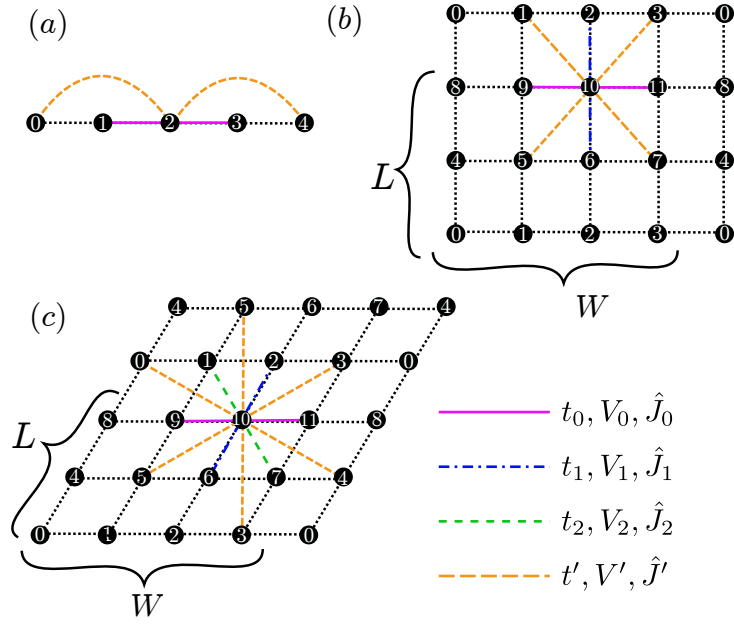 (a)
0 1 2 3 4
(b)
0 1 2 3 0
8 9 10 11 8
4 5 6 7 4
0 1 2 3 0
L
W
(c)
4 5 6 7 4
0 1 2 3 0
8 9 10 11 8
4 5 6 7 4
0 1 2 3 0
L
W
t₀, V₀, Ĵ₀
t₁, V₁, Ĵ₁
t₂, V₂, Ĵ₂
t′, V′, Ĵ′